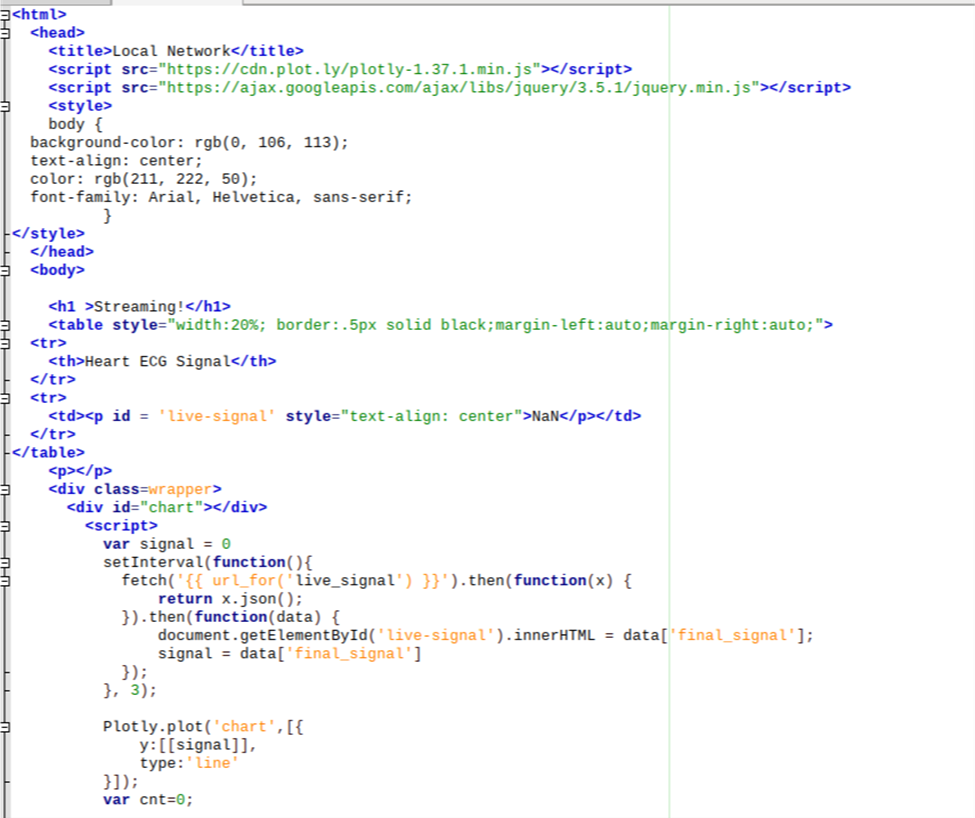 <html>
<head>
<title>Local Network</title>
<script src="https://cdn.plot.ly/plotly-1.37.1.min.js"></script>
<script src="https://ajax.googleapis.com/ajax/libs/jquery/3.5.1/jquery.min.js"></script>
<style>
body {
background-color: rgb(0, 106, 113);
text-align: center;
color: rgb(211, 222, 50);
font-family: Arial, Helvetica, sans-serif;
}
</style>
</head>
<body>
<h1 >Streaming!</h1>
<table style="width:20%; border:.5px solid black;margin-left:auto;margin-right:auto;">
<tr>
<th>Heart ECG Signal</th>
</tr>
<tr>
<td><p id = 'live-signal' style="text-align: center">NaN</p></td>
</tr>
</table>
<p></p>
<div class=wrapper>
<div id="chart"></div>
<script>
var signal = 0
setInterval(function(){
fetch('{{ url_for('live_signal') }}').then(function(x) {
return x.json();
}).then(function(data) {
document.getElementById('live-signal').innerHTML = data['final_signal'];
signal = data['final_signal']
});
}, 3);
Plotly.plot('chart',[{
y:[[signal]],
type:'line'
}]);
var cnt=0;